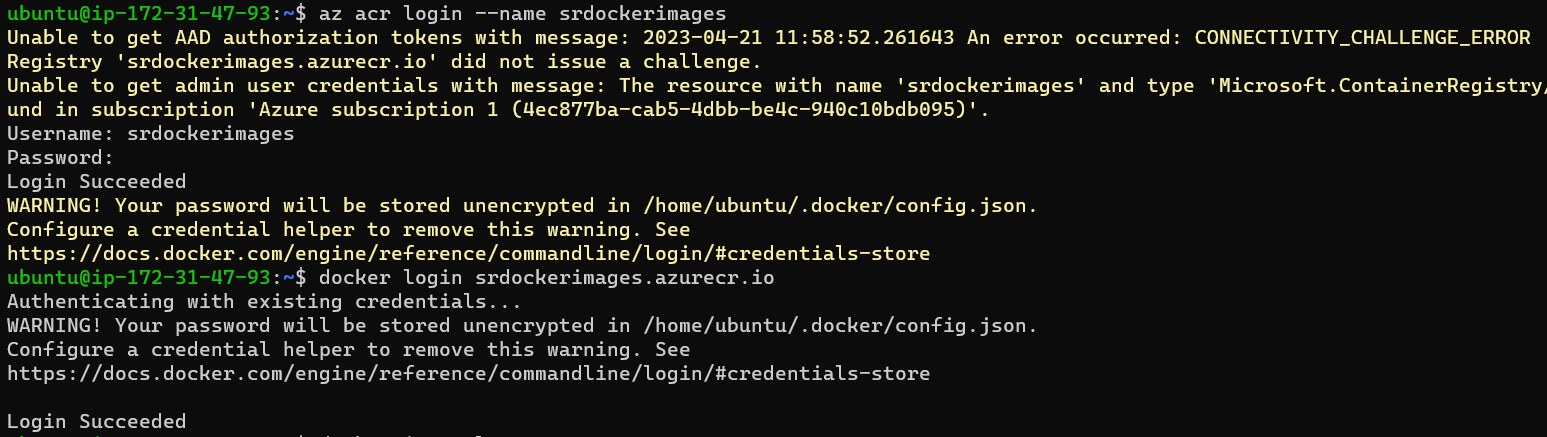 ubuntu@ip-172-31-47-93:~$ az acr login --name srdockerimages
Unable to get AAD authorization tokens with message: 2023-04-21 11:58:52.261643 An error occurred: CONNECTIVITY_CHALLENGE_ERROR
Registry 'srdockerimages.azurecr.io' did not issue a challenge.
Unable to get admin user credentials with message: The resource with name 'srdockerimages' and type 'Microsoft.ContainerRegistry/
und in subscription 'Azure subscription 1 (4ec877ba-cab5-4dbb-be4c-940c10bdb095)'.
Username: srdockerimages
Password:
Login Succeeded
WARNING! Your password will be stored unencrypted in /home/ubuntu/.docker/config.json.
Configure a credential helper to remove this warning. See
https://docs.docker.com/engine/reference/commandline/login/#credentials-store
ubuntu@ip-172-31-47-93:~$ docker login srdockerimages.azurecr.io
Authenticating with existing credentials...
WARNING! Your password will be stored unencrypted in /home/ubuntu/.docker/config.json.
Configure a credential helper to remove this warning. See
https://docs.docker.com/engine/reference/commandline/login/#credentials-store
Login Succeeded